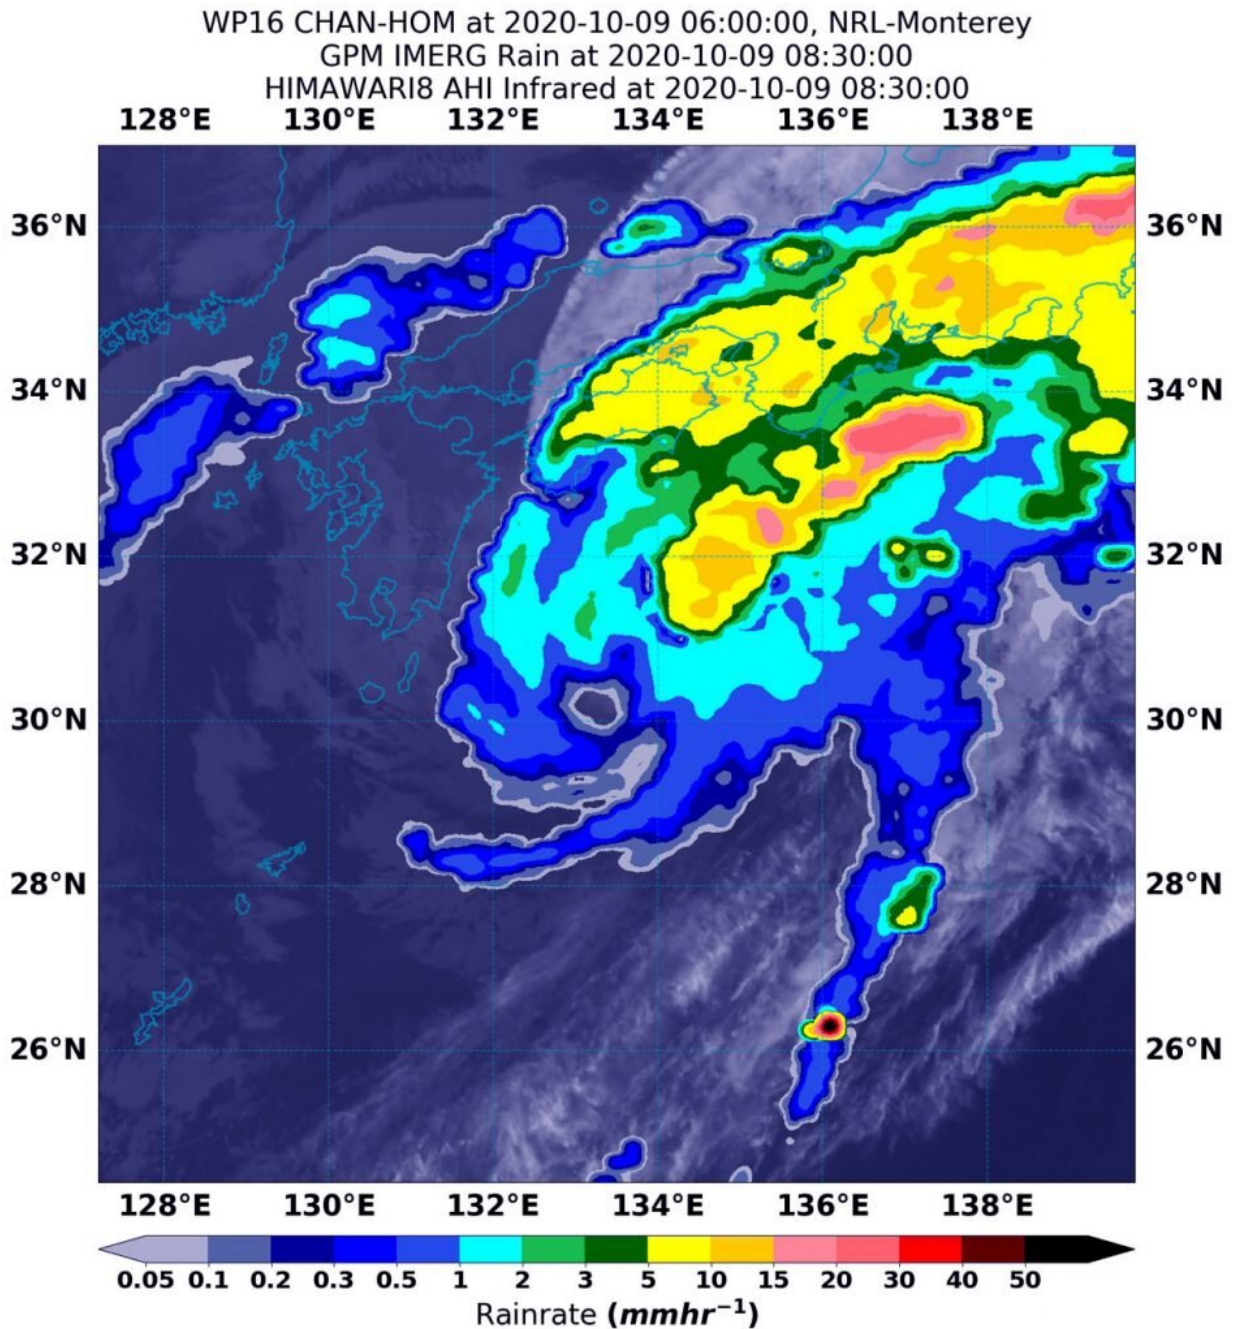 WP16 CHAN-HOM at 2020-10-09 06:00:00, NRL-Monterey
GPM IMERG Rain at 2020-10-09 08:30:00
HIMAWARI8 AHI Infrared at 2020-10-09 08:30:00
128°E 130°E 132°E 134°E 136°E 138°E
36°N 36°N
34°N 34°N
32°N 32°N
30°N 30°N
28°N 28°N
26°N 26°N
128°E 130°E 132°E 134°E 136°E 138°E
0.05 0.1 0.2 0.3 0.5 1 2 3 5 10 15 20 30 40 50
Rainrate (mmhr⁻¹)